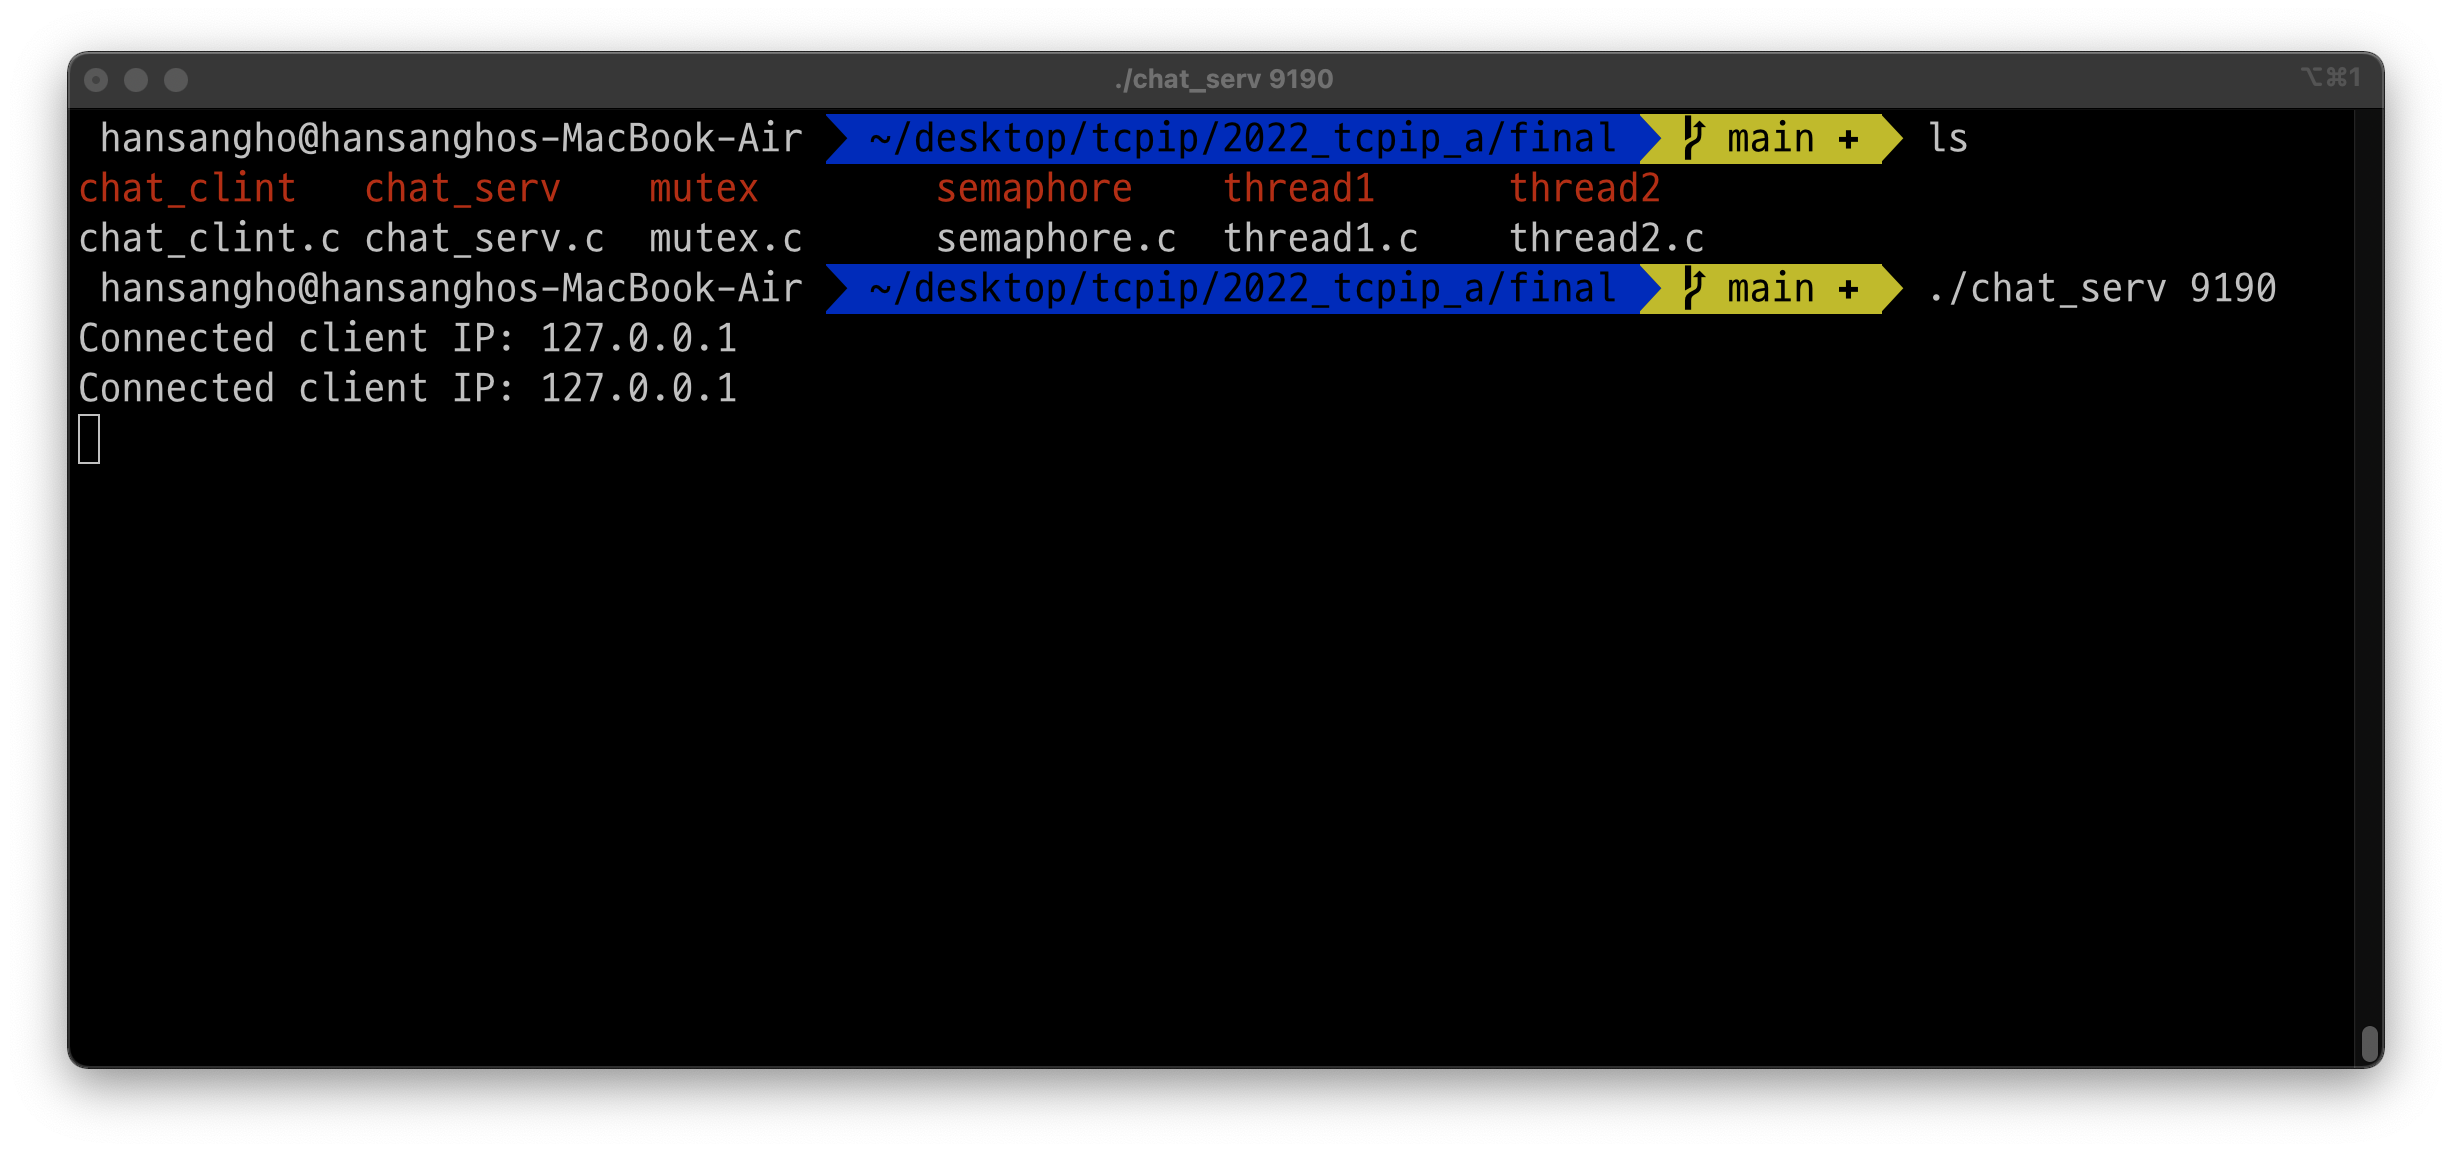 ./chat_serv 9190
⌥⌘1
hansangho@hansanghos-MacBook-Air ~/desktop/tcpip/2022_tcpip_a/final main + ls
chat_clint chat_serv mutex semaphore thread1 thread2
chat_clint.c chat_serv.c mutex.c semaphore.c thread1.c thread2.c
hansangho@hansanghos-MacBook-Air ~/desktop/tcpip/2022_tcpip_a/final main + ./chat_serv 9190
Connected client IP: 127.0.0.1
Connected client IP: 127.0.0.1